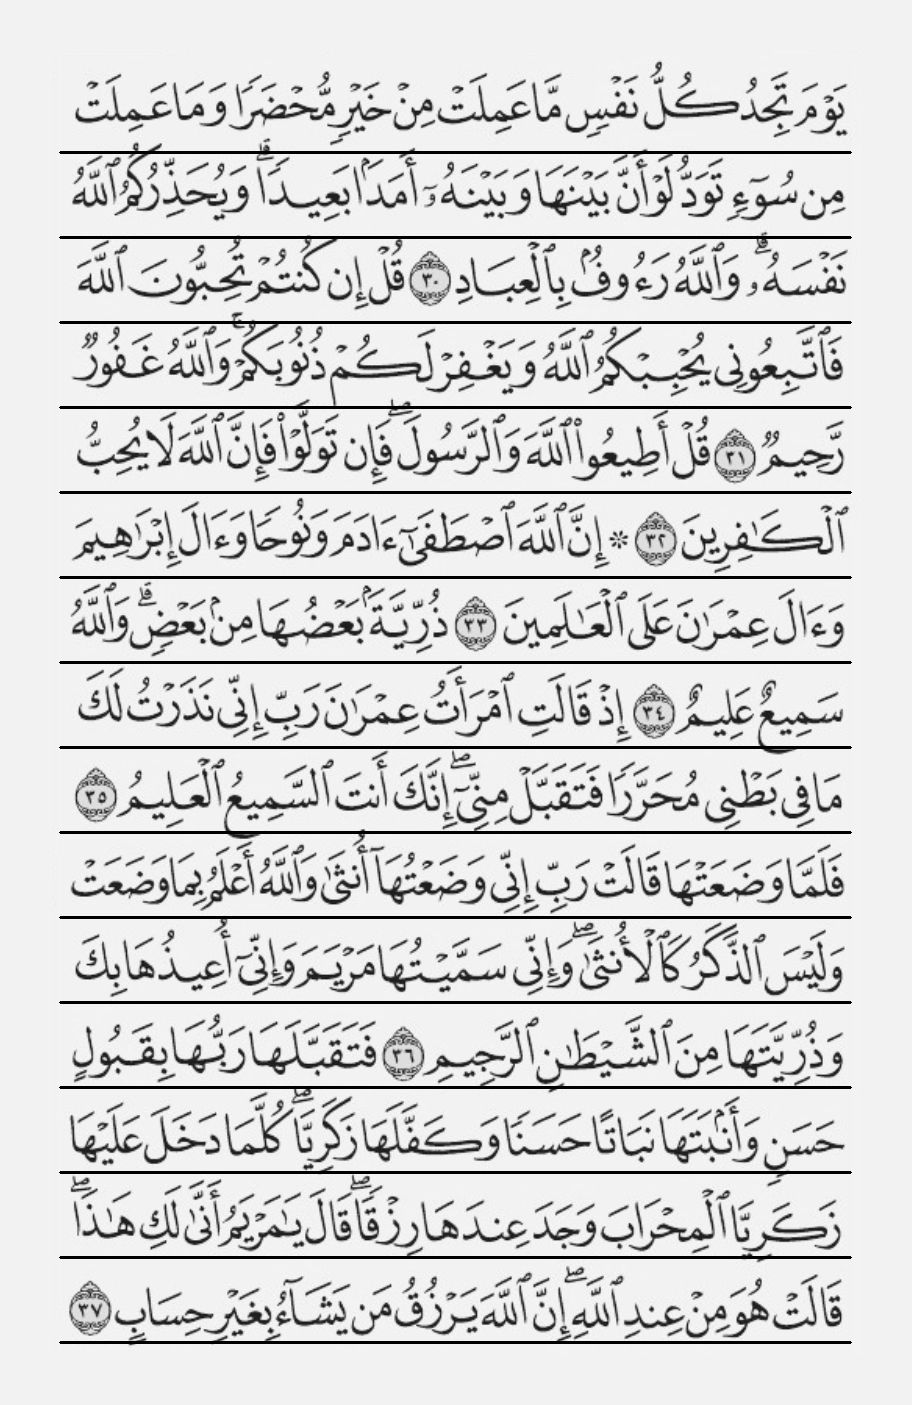 يَوْمَ تَجِدُ كُلُّ نَفْسٍ مَّا عَمِلَتْ مِنْ خَيْرٍ مُّحْضَرًا وَمَا عَمِلَتْ
مِن سُوٓءٍ تَوَدُّ لَوْ أَنَّ بَيْنَهَا وَبَيْنَهُۥٓ أَمَدًۢا بَعِيدًا ۗ وَيُحَذِّرُكُمُ ٱللَّهُ
نَفْسَهُۥ ۗ وَٱللَّهُ رَءُوفٌۢ بِٱلْعِبَادِ ٣٠ قُلْ إِن كُنتُمْ تُحِبُّونَ ٱللَّهَ
فَٱتَّبِعُونِى يُحْبِبْكُمُ ٱللَّهُ وَيَغْفِرْ لَكُمْ ذُنُوبَكُمْ ۚ وَٱللَّهُ غَفُورٌ
رَّحِيمٌ ٣١ قُلْ أَطِيعُوا۟ ٱللَّهَ وَٱلرَّسُولَ ۖ فَإِن تَوَلَّوْا۟ فَإِنَّ ٱللَّهَ لَا يُحِبُّ
ٱلْكَـٰفِرِينَ ٣٢ ۞ إِنَّ ٱللَّهَ ٱصْطَفَىٰٓ ءَادَمَ وَنُوحًا وَءَالَ إِبْرَٰهِيمَ
وَءَالَ عِمْرَٰنَ عَلَى ٱلْعَـٰلَمِينَ ٣٣ ذُرِّيَّةًۢ بَعْضُهَا مِنۢ بَعْضٍ ۗ وَٱللَّهُ
سَمِيعٌ عَلِيمٌ ٣٤ إِذْ قَالَتِ ٱمْرَأَتُ عِمْرَٰنَ رَبِّ إِنِّى نَذَرْتُ لَكَ
مَا فِى بَطْنِى مُحَرَّرًا فَتَقَبَّلْ مِنِّىٓ ۖ إِنَّكَ أَنتَ ٱلسَّمِيعُ ٱلْعَلِيمُ ٣٥
فَلَمَّا وَضَعَتْهَا قَالَتْ رَبِّ إِنِّى وَضَعْتُهَآ أُنثَىٰ وَٱللَّهُ أَعْلَمُ بِمَا وَضَعَتْ
وَلَيْسَ ٱلذَّكَرُ كَٱلْأُنثَىٰ ۖ وَإِنِّى سَمَّيْتُهَا مَرْيَمَ وَإِنِّىٓ أُعِيذُهَا بِكَ
وَذُرِّيَّتَهَا مِنَ ٱلشَّيْطَـٰنِ ٱلرَّجِيمِ ٣٦ فَتَقَبَّلَهَا رَبُّهَا بِقَبُولٍ
حَسَنٍ وَأَنۢبَتَهَا نَبَاتًا حَسَنًا وَكَفَّلَهَا زَكَرِيَّا ۖ كُلَّمَا دَخَلَ عَلَيْهَا
زَكَرِيَّا ٱلْمِحْرَابَ وَجَدَ عِندَهَا رِزْقًا ۖ قَالَ يَـٰمَرْيَمُ أَنَّىٰ لَكِ هَـٰذَا ۖ
قَالَتْ هُوَ مِنْ عِندِ ٱللَّهِ ۖ إِنَّ ٱللَّهَ يَرْزُقُ مَن يَشَآءُ بِغَيْرِ حِسَابٍ ٣٧